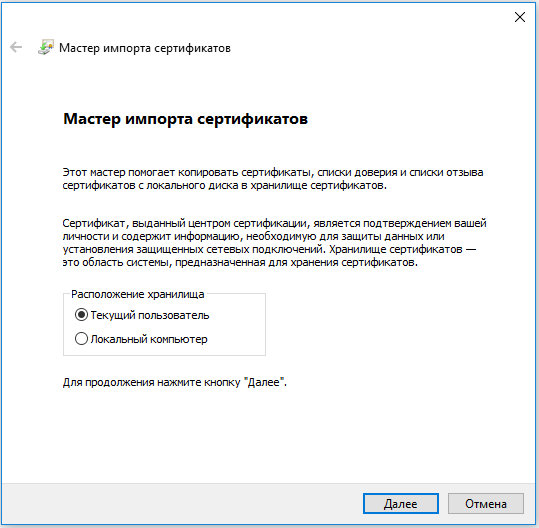 Мастер импорта сертификатов
Мастер импорта сертификатов
Этот мастер помогает копировать сертификаты, списки доверия и списки отзыва
сертификатов с локального диска в хранилище сертификатов.
Сертификат, выданный центром сертификации, является подтверждением вашей
личности и содержит информацию, необходимую для защиты данных или
установления защищенных сетевых подключений. Хранилище сертификатов —
это область системы, предназначенная для хранения сертификатов.
Расположение хранилища
Текущий пользователь
Локальный компьютер
Для продолжения нажмите кнопку "Далее".
Далее
Отмена